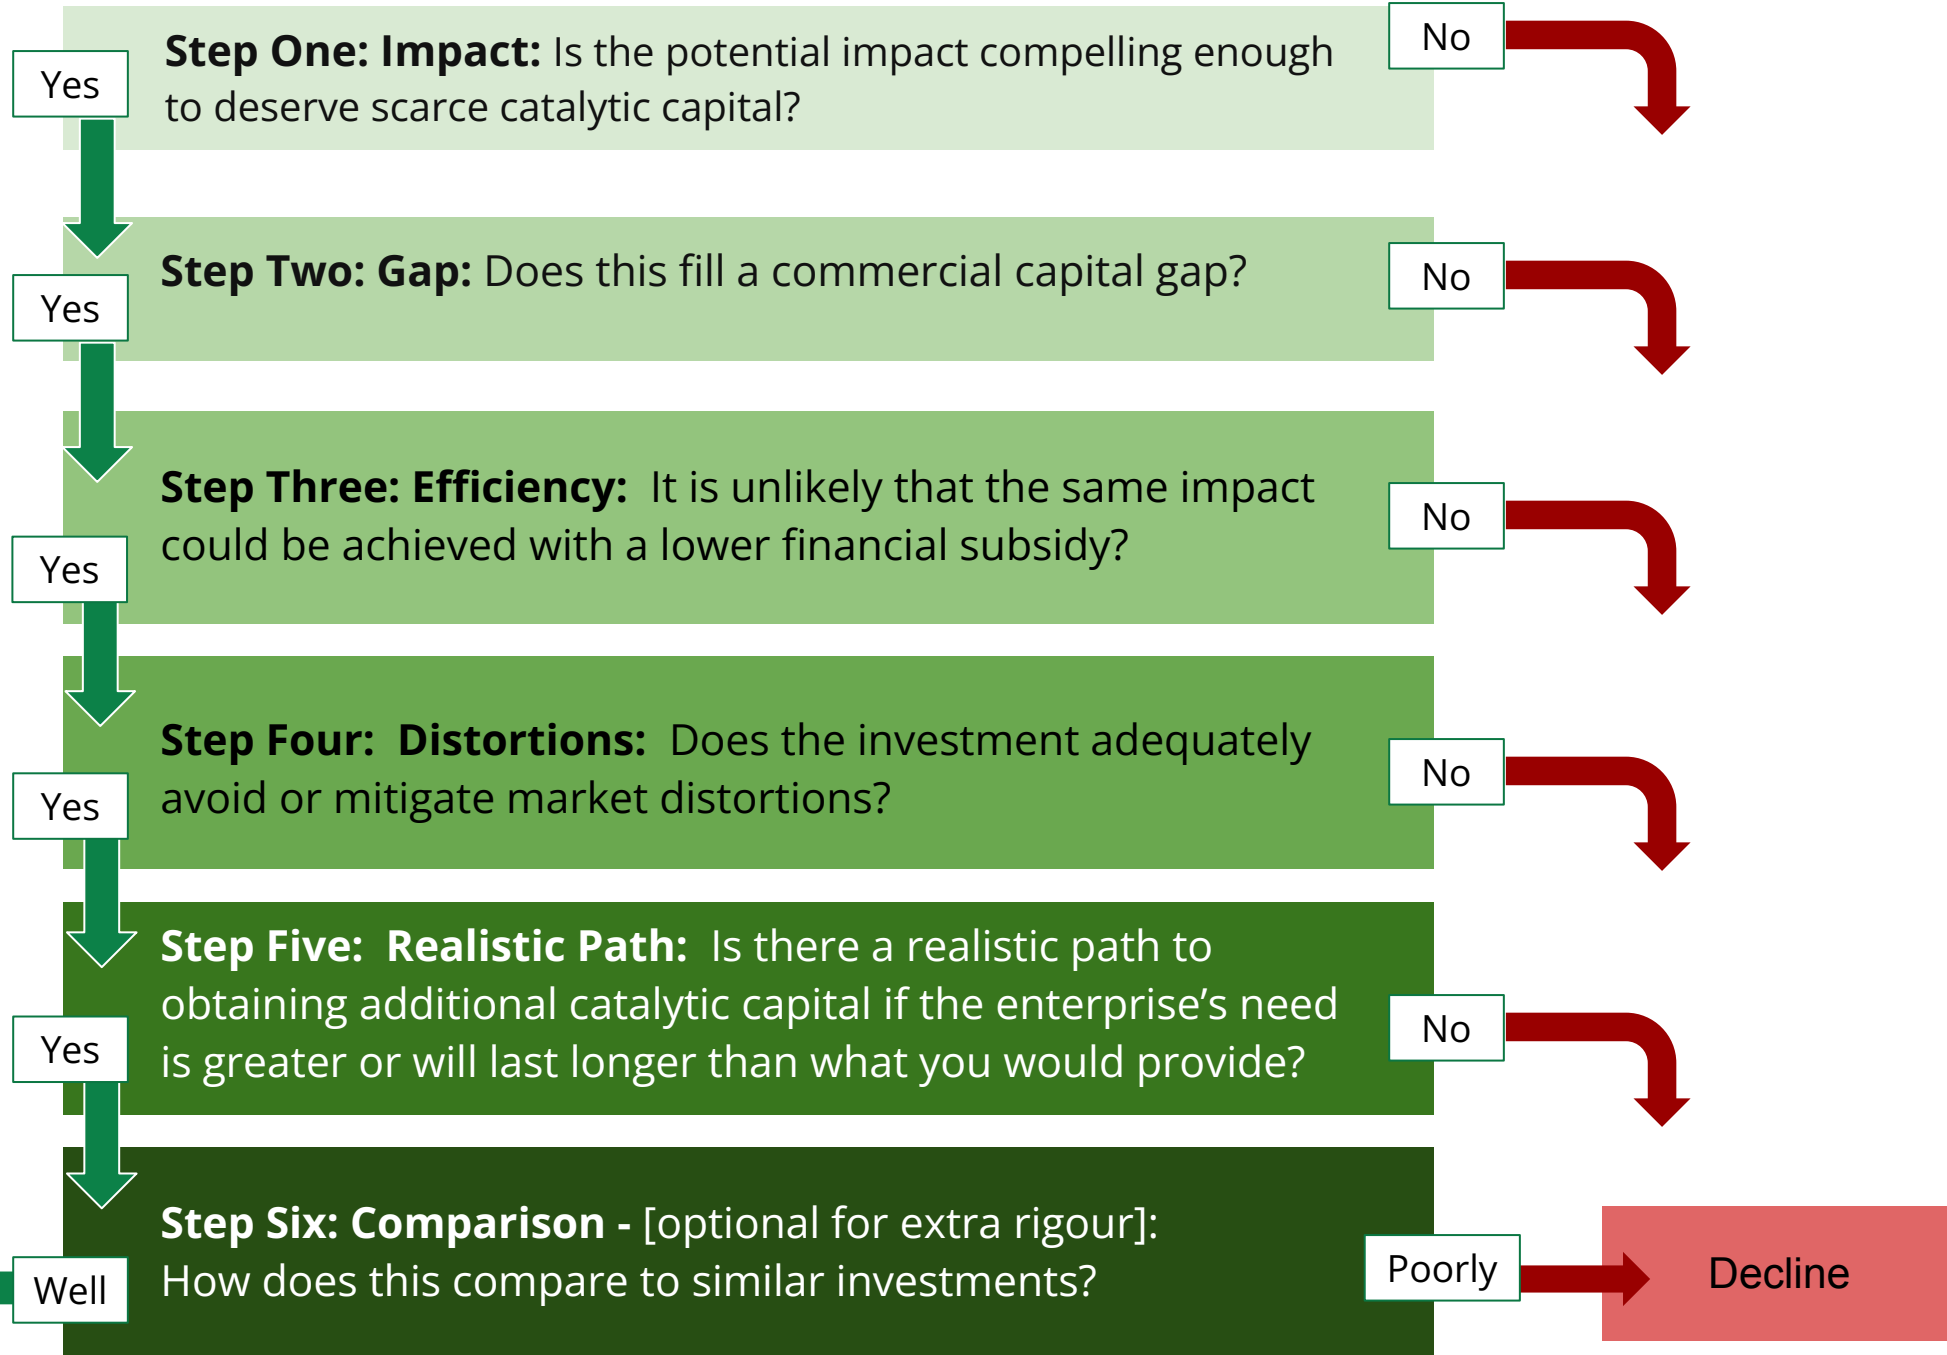 Step One: Impact: Is the potential impact compelling enough
to deserve scarce catalytic capital?
No
Yes
Step Two: Gap: Does this fill a commercial capital gap?
No
Yes
Step Three: Efficiency: It is unlikely that the same impact
could be achieved with a lower financial subsidy?
No
Yes
Step Four: Distortions: Does the investment adequately
avoid or mitigate market distortions?
No
Yes
Step Five: Realistic Path: Is there a realistic path to
obtaining additional catalytic capital if the enterprise’s need
is greater or will last longer than what you would provide?
No
Yes
Step Six: Comparison - [optional for extra rigour]:
How does this compare to similar investments?
Poorly
Decline
Well